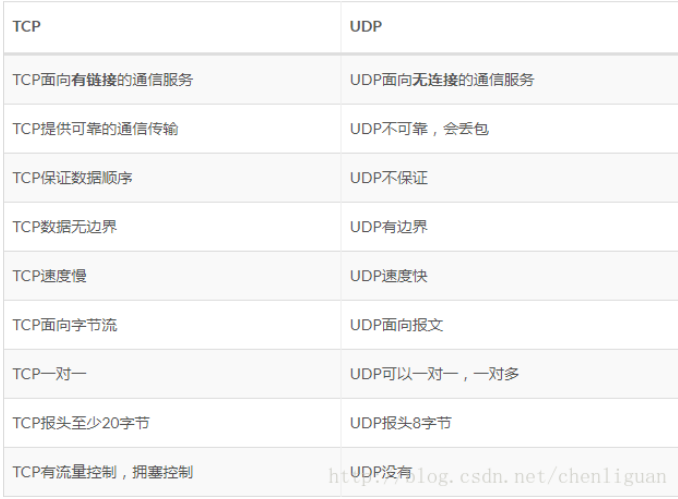 TCP UDP
TCP面向有链接的通信服务 UDP面向无连接的通信服务
TCP提供可靠的通信传输 UDP不可靠，会丢包
TCP保证数据顺序 UDP不保证
TCP数据无边界 UDP有边界
TCP速度慢 UDP速度快
TCP面向字节流 UDP面向报文
TCP一对一 UDP可以一对一，一对多
TCP报头至少20字节 UDP报头8字节
TCP有流量控制，拥塞控制 UDP没有
http://blog.csdn.net/chenliguan